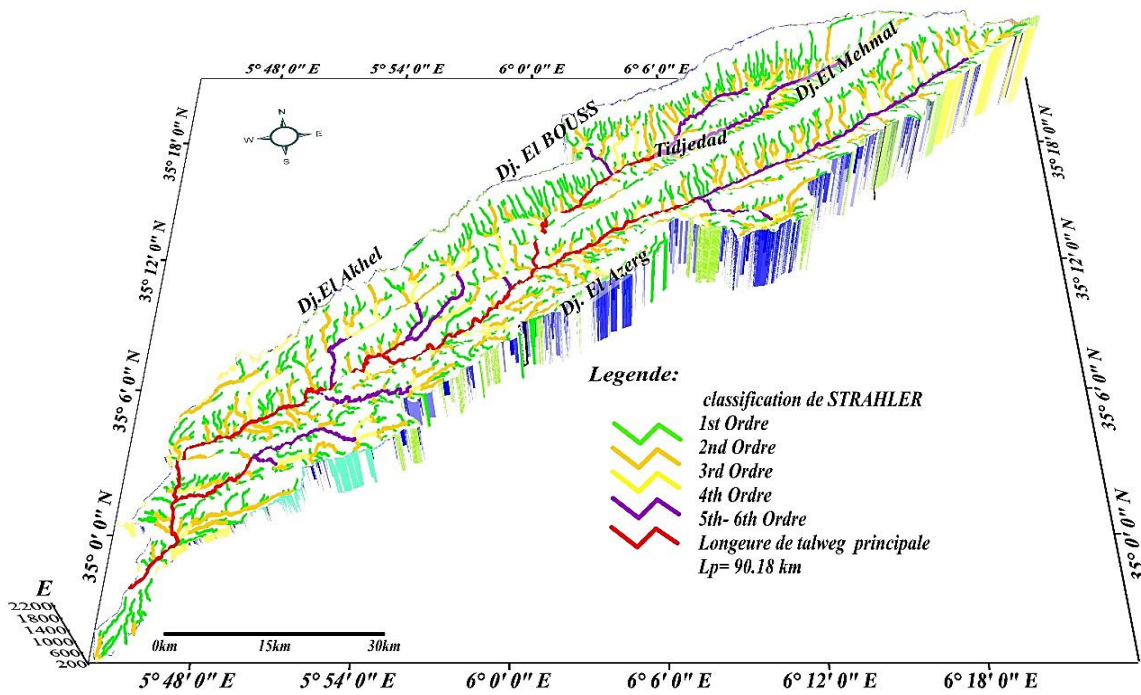 5° 48' 0" E
5° 54' 0" E
6° 0' 0" E
6° 6' 0" E
Dj.El Mehmal
Dj. El BOUSS
Tidjedad
Dj.El Akhel
Dj. El Azerg
N
W
E
S
35° 18' 0" N
35° 12' 0" N
35° 6' 0" N
35° 0' 0" N
35° 18' 0" N
35° 12' 0" N
35° 6' 0" N
35° 0' 0" N
Legende:
classification de STRAHLER
1st Ordre
2nd Ordre
3rd Ordre
4th Ordre
5th- 6th Ordre
Longeure de talweg principale
Lp= 90.18 km
E
2200
1800
1400
1000
600
200
0km
15km
30km
5° 48' 0" E
5° 54' 0" E
6° 0' 0" E
6° 6' 0" E
6° 12' 0" E
6° 18' 0" E